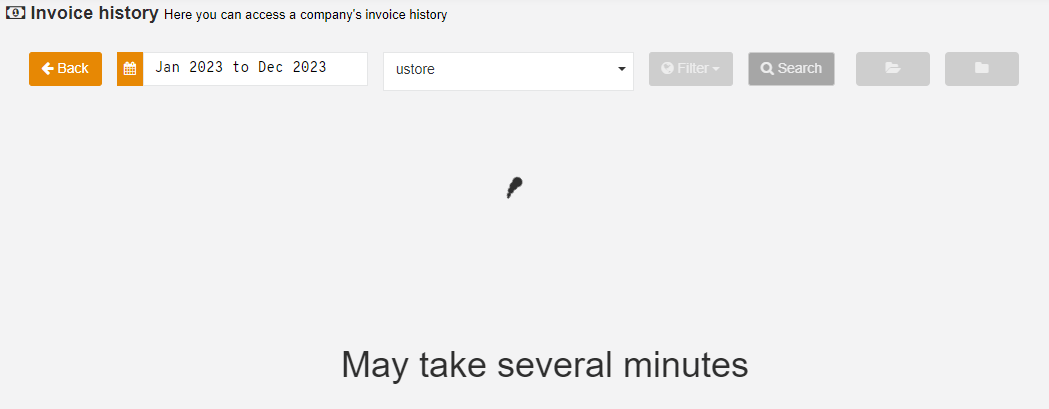 Invoice history Here you can access a company's invoice history
Back Jan 2023 to Dec 2023 ustore Filter Search
May take several minutes